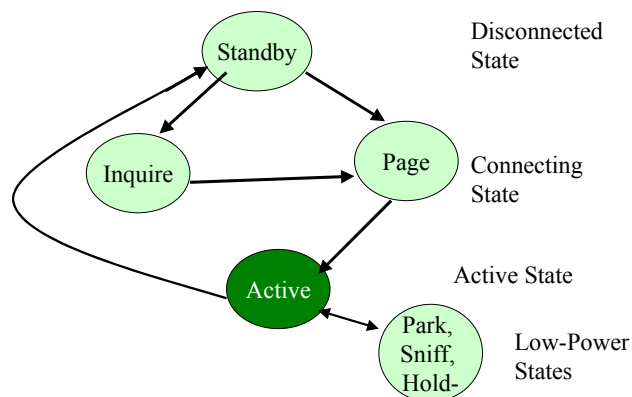 Standby
Disconnected
State
Inquire
Page
Connecting
State
Active
Active State
Park,
Sniff,
Hold-
Low-Power
States